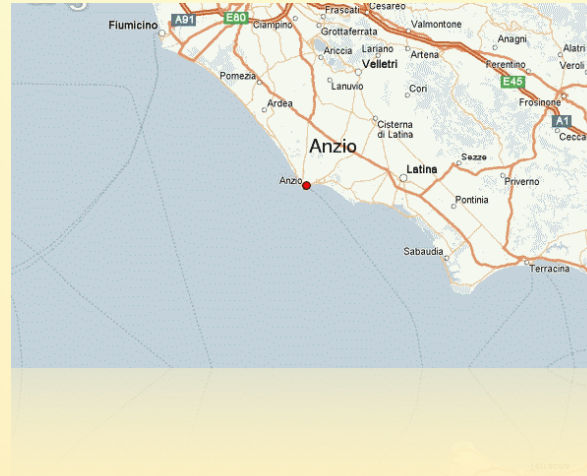 Cesareo
Frascati
A91
E80
Ciampino
Fiumicino
Valmontone
Grottaferrata
Anagni
Ariccia
Lariano
Artena
Alatri
Velletri
Ferentino
Veroli
Pomezia
Lanuvio
Cori
E45
Ardea
Frosinone
Cisterna
di Latina
A1
Cecca
Anzio
Sezze
Latina
Anzio
Priverno
Pontinia
Sabaudia
Terracina